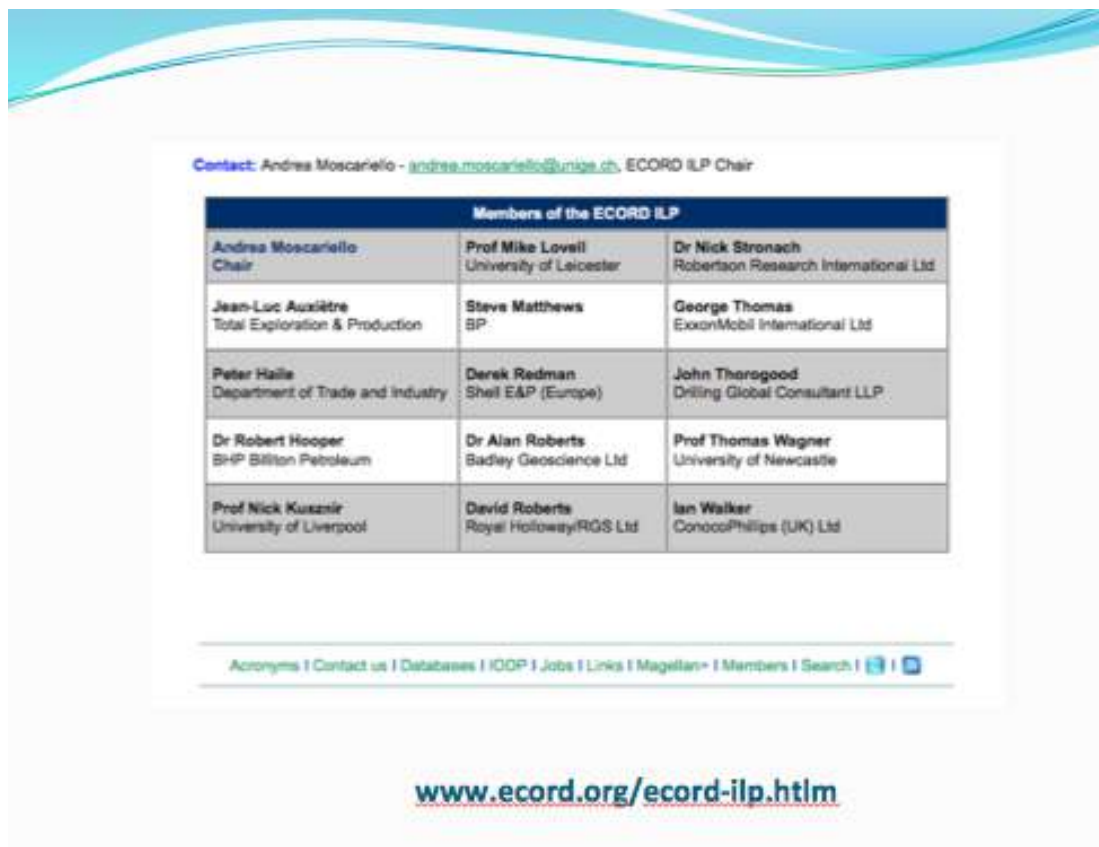 Contact: Andrea Moscariello - andrea.moscariello@unige.ch, ECORD ILP Chair
Members of the ECORD ILP
Andrea Moscariello
Chair
Prof Mike Lovell
University of Leicester
Dr Nick Stronach
Robertson Research International Ltd
Jean-Luc Auxiètre
Total Exploration & Production
Steve Matthews
BP
George Thomas
ExxonMobil International Ltd
Peter Haile
Department of Trade and Industry
Derek Redman
Shell E&P (Europe)
John Thorogood
Drilling Global Consultant LLP
Dr Robert Hooper
BHP Billiton Petroleum
Dr Alan Roberts
Badley Geoscience Ltd
Prof Thomas Wagner
University of Newcastle
Prof Nick Kusznir
University of Liverpool
David Roberts
Royal Holloway/RGS Ltd
Ian Walker
ConocoPhillips (UK) Ltd
Acronyms I Contact us I Databases I IODP I Jobs I Links I Magellan+ I Members I Search I I
www.ecord.org/ecord-ilp.htlm